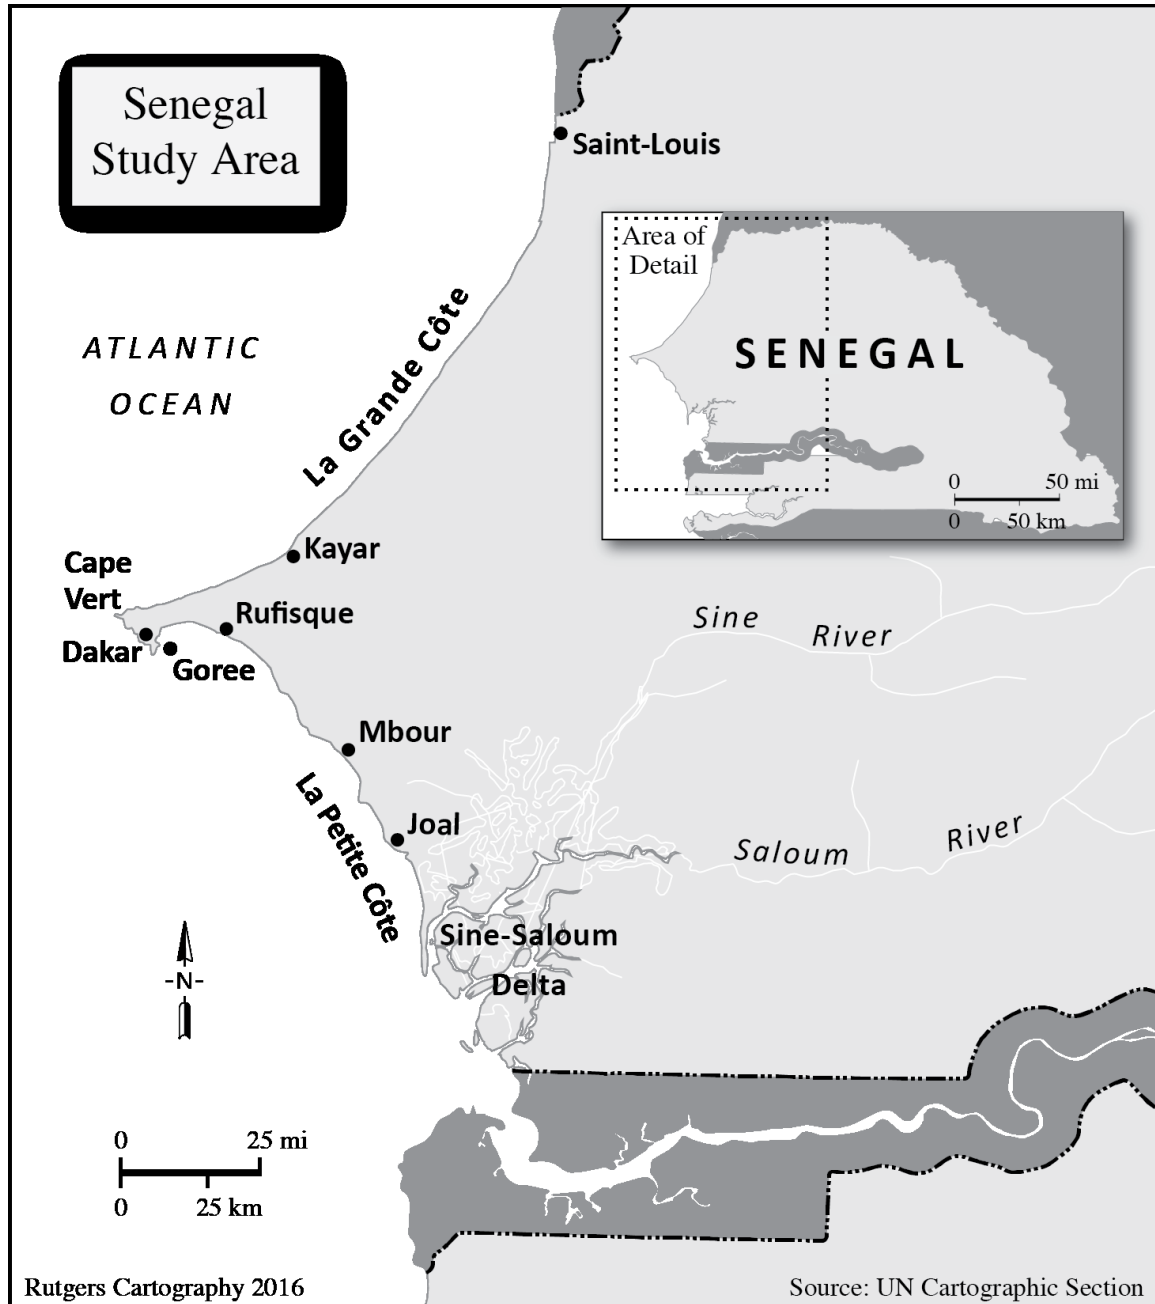 Senegal
Study Area
Saint-Louis
Area of
Detail
SENEGAL
0 50 mi
0 50 km
ATLANTIC
OCEAN
La Grande Côte
Kayar
Cape
Vert
Rufisque
Dakar
Goree
Sine River
Mbour
La Petite Côte
Joal
Saloum River
Sine-Saloum
Delta
-N-
0 25 mi
0 25 km
Rutgers Cartography 2016
Source: UN Cartographic Section